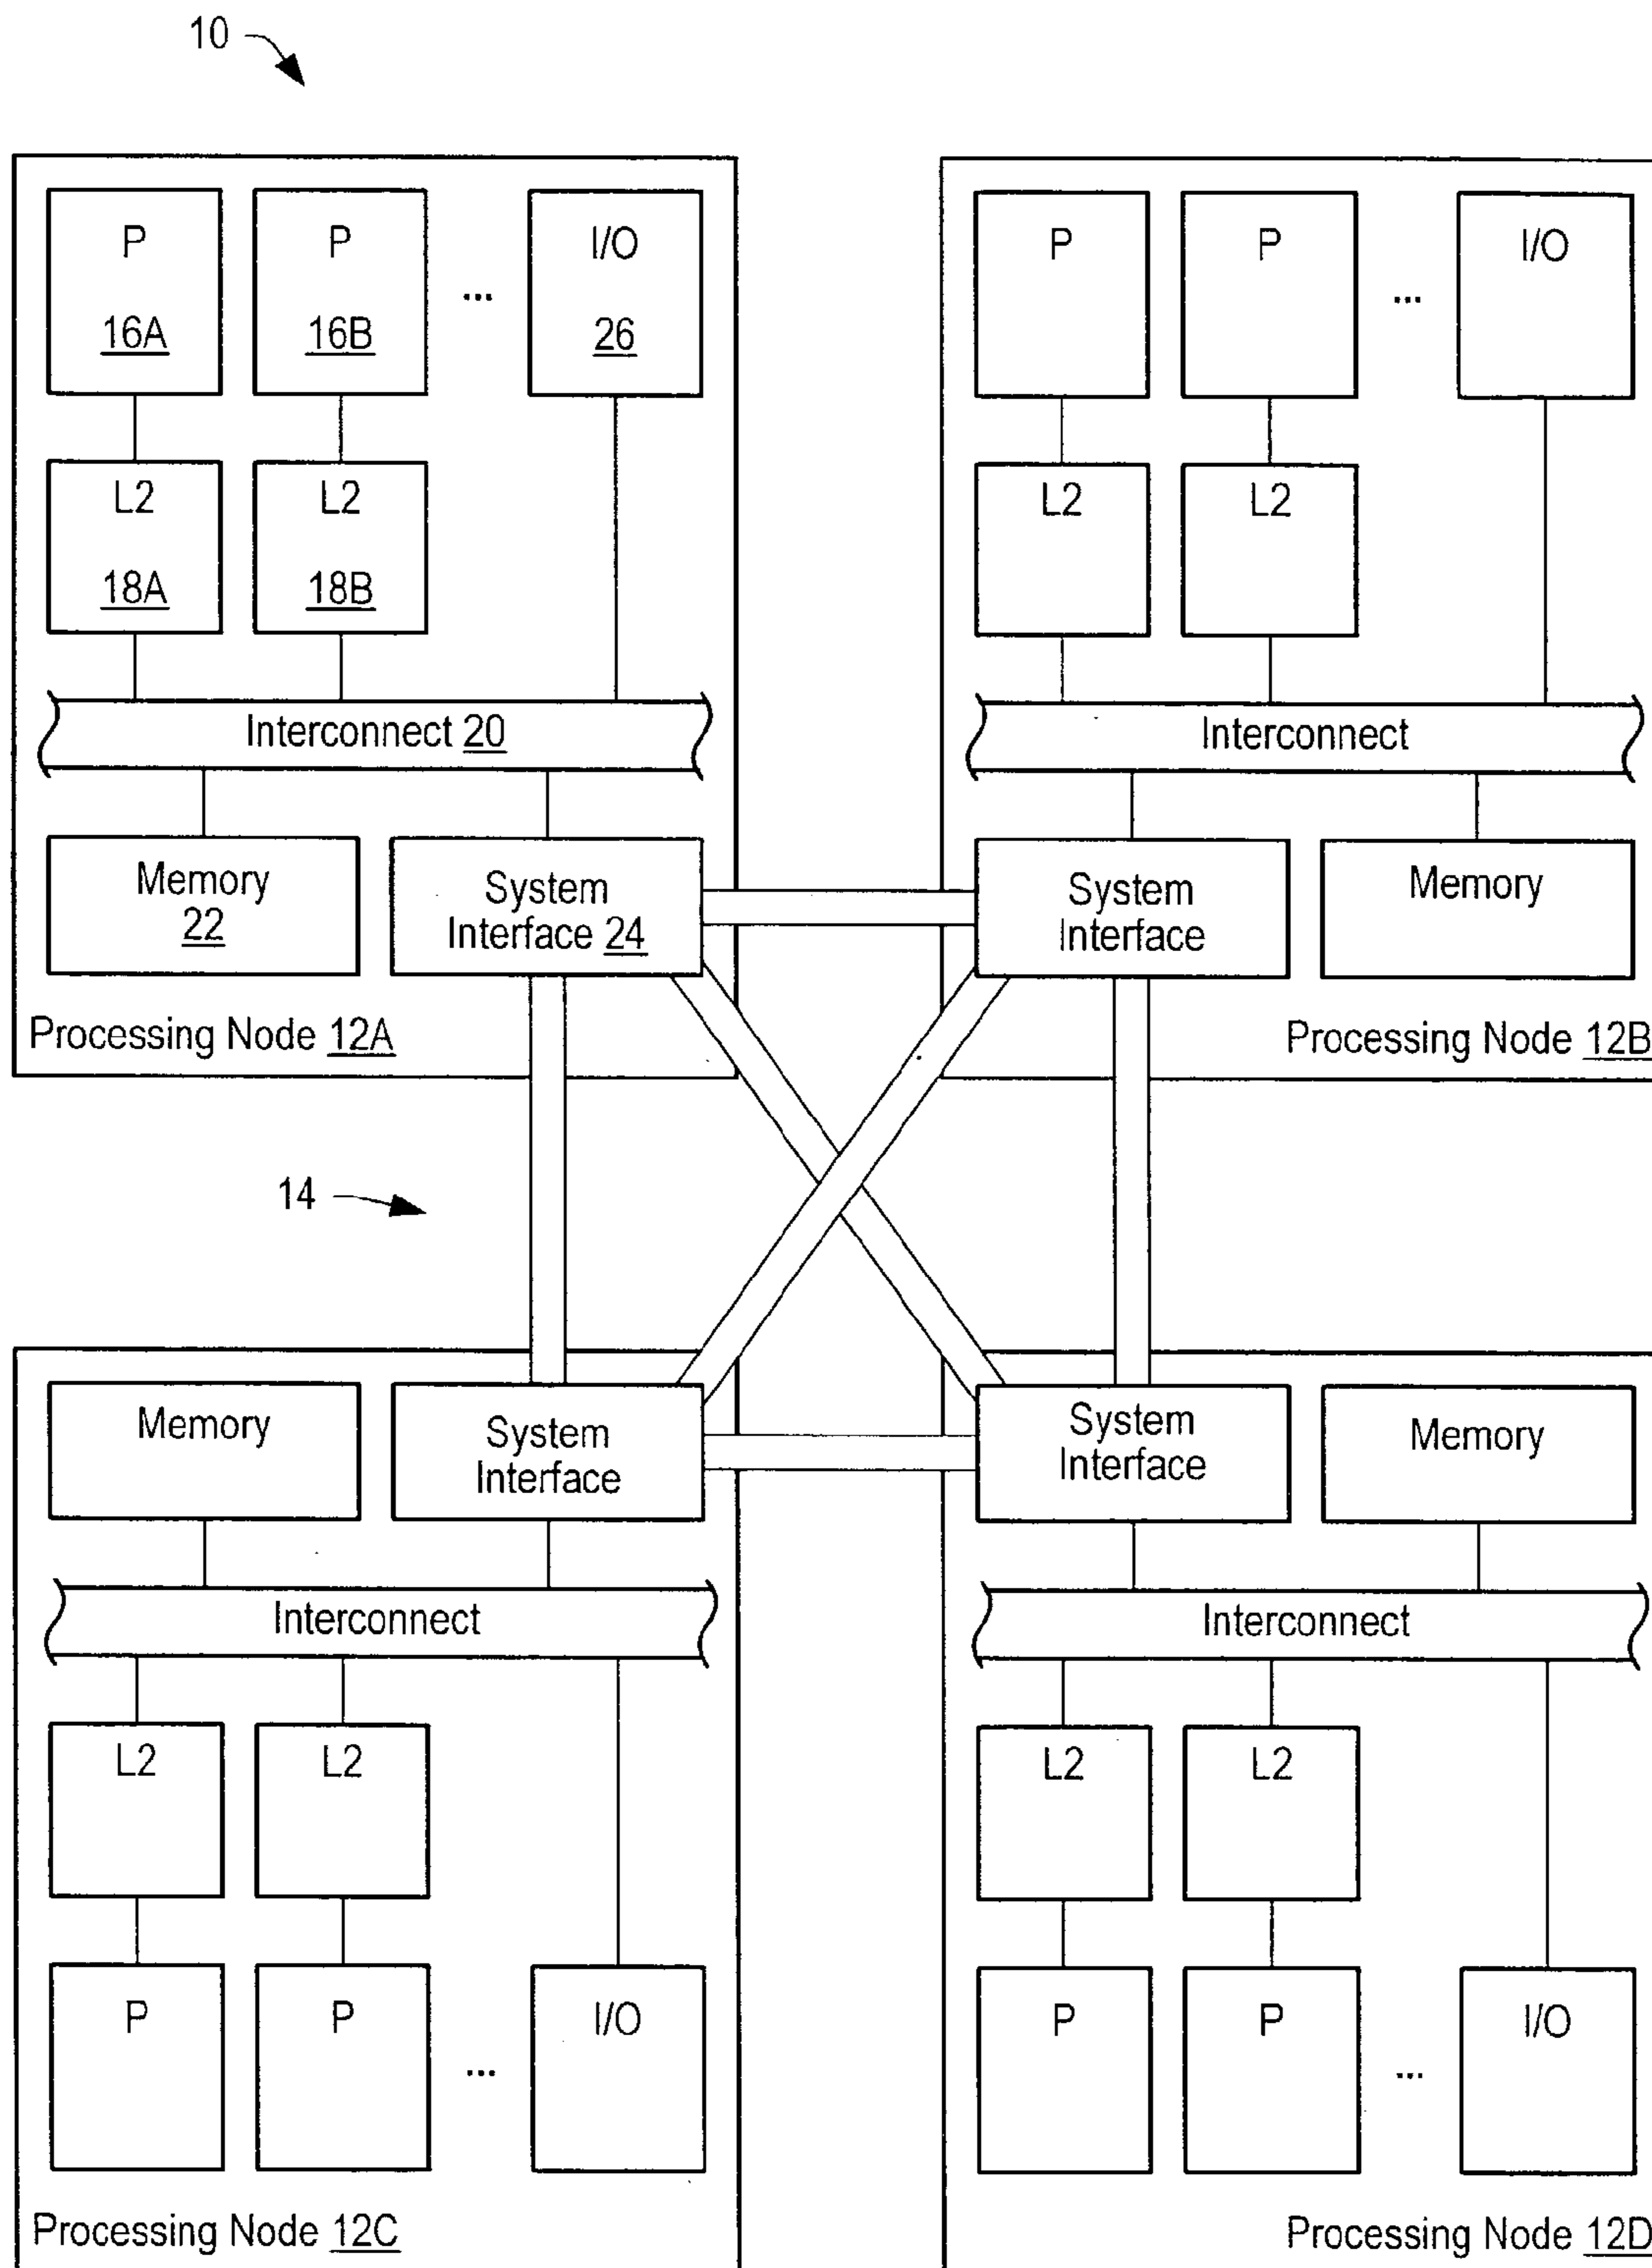 10
P
16A
P
16B
...
I/O
26
L2
18A
L2
18B
Interconnect 20
Memory
22
System
Interface 24
Processing Node 12A
P
P
...
I/O
L2
L2
Interconnect
System
Interface
Memory
Processing Node 12B
14
Memory
System
Interface
Interconnect
L2
L2
P
P
...
I/O
Processing Node 12C
System
Interface
Memory
Interconnect
L2
L2
P
P
...
I/O
Processing Node 12D